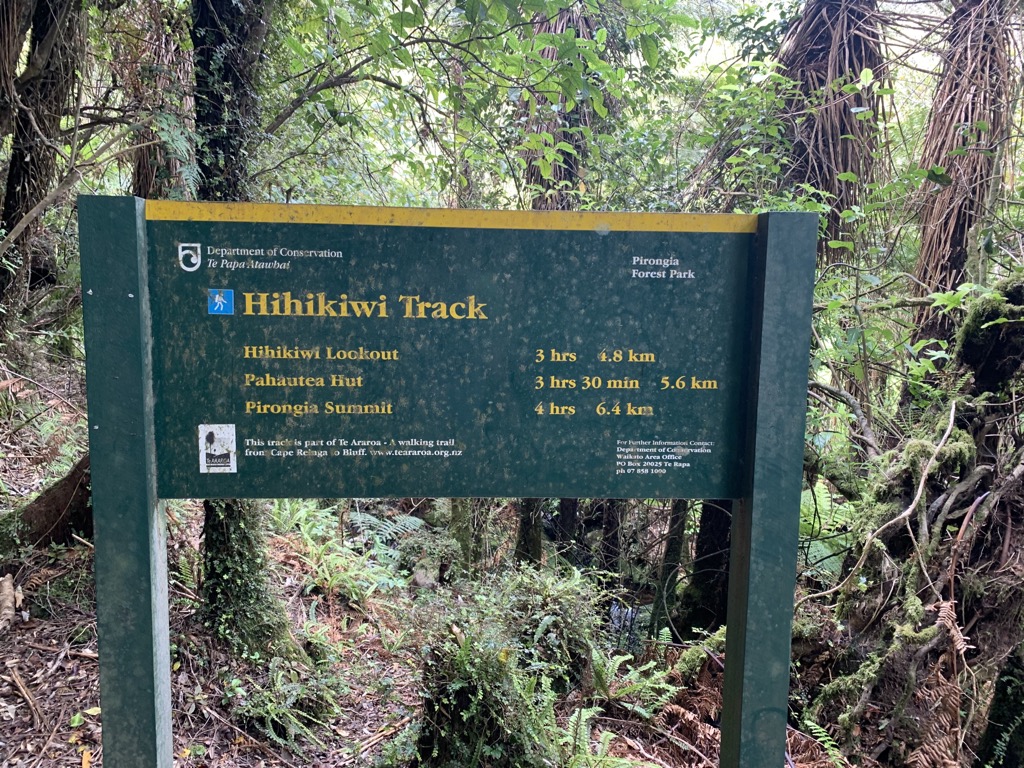 Department of Conservation
Te Papa Atawhai
Pirongia
Forest Park
Hihikiwi Track
Hihikiwi Lookout 3 hrs 4.8 km
Pahautea Hut 3 hrs 30 min 5.6 km
Pirongia Summit 4 hrs 6.4 km
This track is part of Te Araroa - A walking trail
from Cape Reinga to Bluff. www.teararoa.org.nz
TE ARAROA
For Further Information Contact:
Department of Conservation
Waikato Area Office
PO Box 20025 Te Rapa
ph 07 858 1000